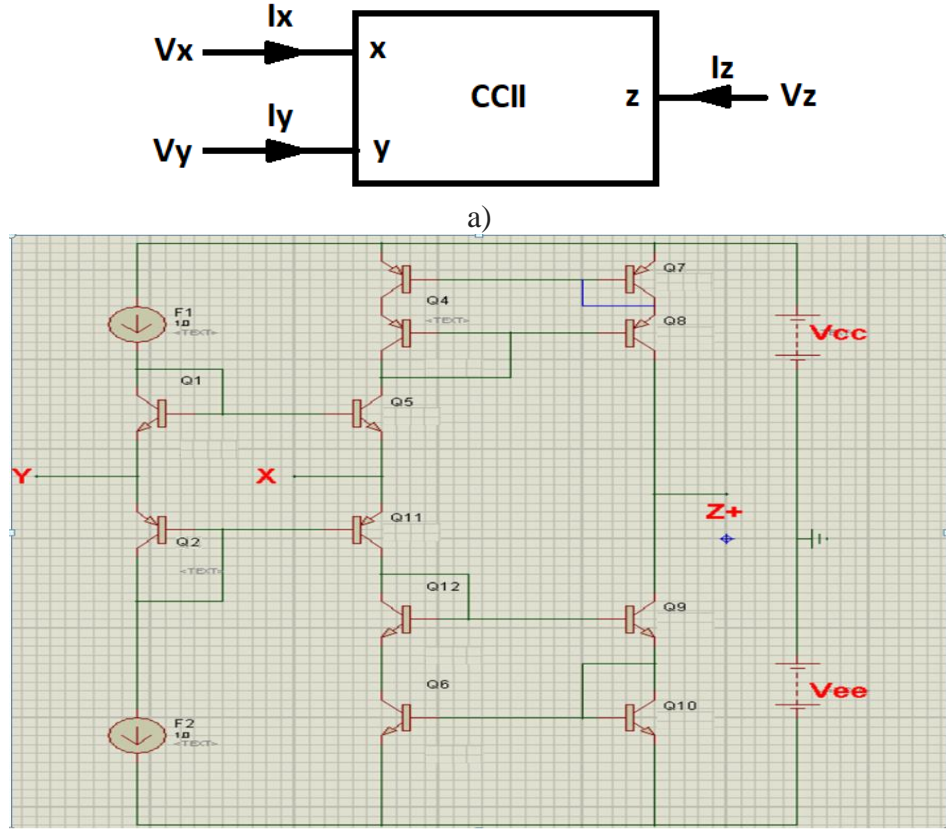 Ix
Vx
x
Iy
Vy
y
CCII
z
Iz
Vz
a)
F1
1.0
<TEXT>
Q1
Q4
<TEXT>
Q7
Q8
Vcc
Q5
Y
X
Z+
Q2
<TEXT>
Q11
Q12
Q9
Q6
Q10
Vee
F2
1.0
<TEXT>